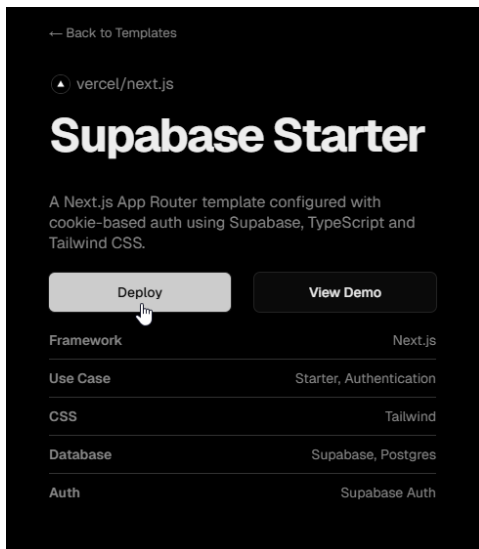 ← Back to Templates
vercel/next.js
Supabase Starter
A Next.js App Router template configured with
cookie-based auth using Supabase, TypeScript and
Tailwind CSS.
Deploy View Demo
Framework Next.js
Use Case Starter, Authentication
CSS Tailwind
Database Supabase, Postgres
Auth Supabase Auth